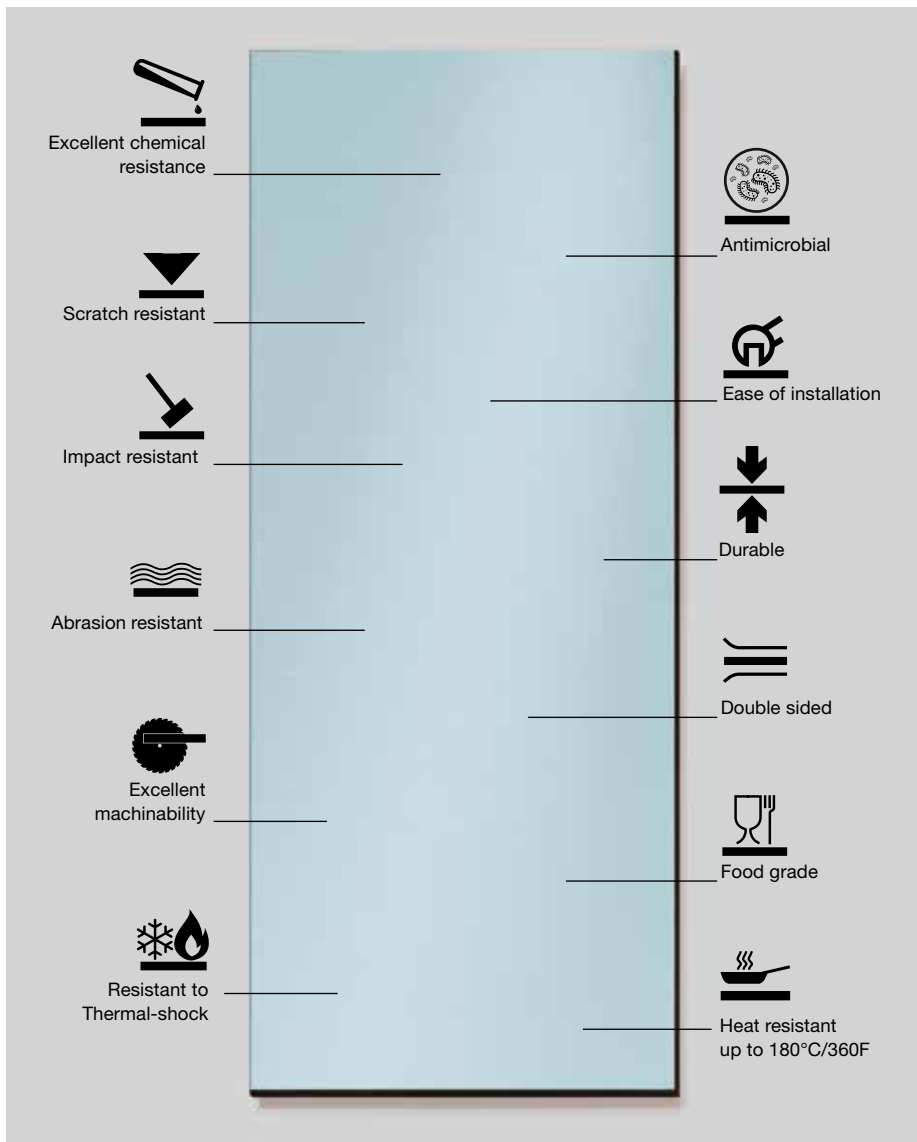 Excellent chemical
resistance
Scratch resistant
Impact resistant
Abrasion resistant
Excellent
machinability
Resistant to
Thermal-shock
Antimicrobial
Ease of installation
Durable
Double sided
Food grade
Heat resistant
up to 180°C/360F